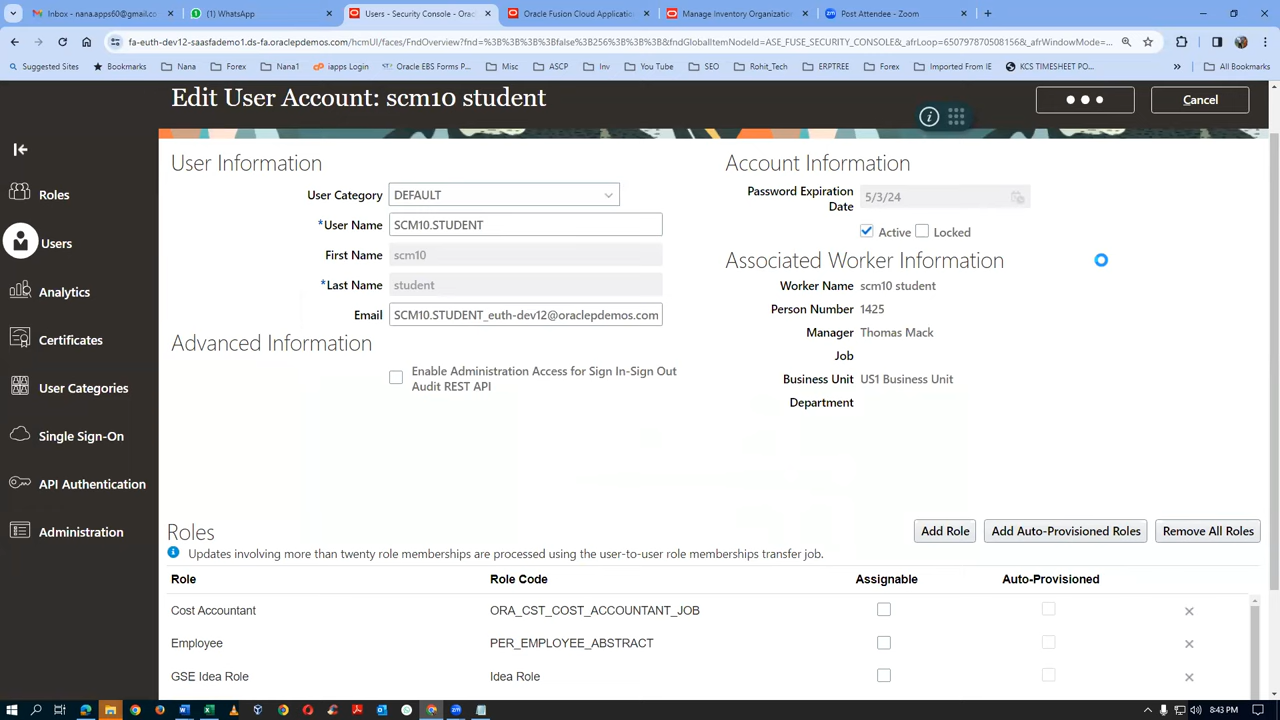 Inbox - nana.apps60@gmail.co
WhatsApp
Users - Security Console - Orac
Oracle Fusion Cloud Application
Manage Inventory Organization
Post Attendee - Zoom
fa-euth-dev12-saasfademo1.ds-fa.oraclepdemos.com/hcmUI/faces/FndOverview?fnd=%3B%3B%3B%3Bfalse%3B256%3B%3B%3B&fndGlobalItemNodeId=ASE_FUSE_SECURITY_CONSOLE&_afrLoop=65079787050815​6&_afrWindowMode=...
Suggested Sites Bookmarks Nana Forex Nana1 iapps Login Oracle EBS Forms P... Misc ASCP Inv You Tube SEO Rohit_Tech ERPTREE Forex Imported From IE KCS TIMESHEET PO... » All Bookmarks
Edit User Account: scm10 student
Cancel
User Information
Account Information
User Category DEFAULT
Password Expiration Date 5/3/24
*User Name SCM10.STUDENT
Active Locked
First Name scm10
Associated Worker Information
*Last Name student
Worker Name scm10 student
Email SCM10.STUDENT_euth-dev12@oraclepdemos.com
Person Number 1425
Advanced Information
Manager Thomas Mack
Job
Enable Administration Access for Sign In-Sign Out
Audit REST API
Business Unit US1 Business Unit
Department
Roles
Users
Analytics
Certificates
User Categories
Single Sign-On
API Authentication
Administration
Roles
Add Role Add Auto-Provisioned Roles Remove All Roles
Updates involving more than twenty role memberships are processed using the user-to-user role memberships transfer job.
Role Role Code Assignable Auto-Provisioned
Cost Accountant ORA_CST_COST_ACCOUNTANT_JOB
Employee PER_EMPLOYEE_ABSTRACT
GSE Idea Role Idea Role
8:43 PM